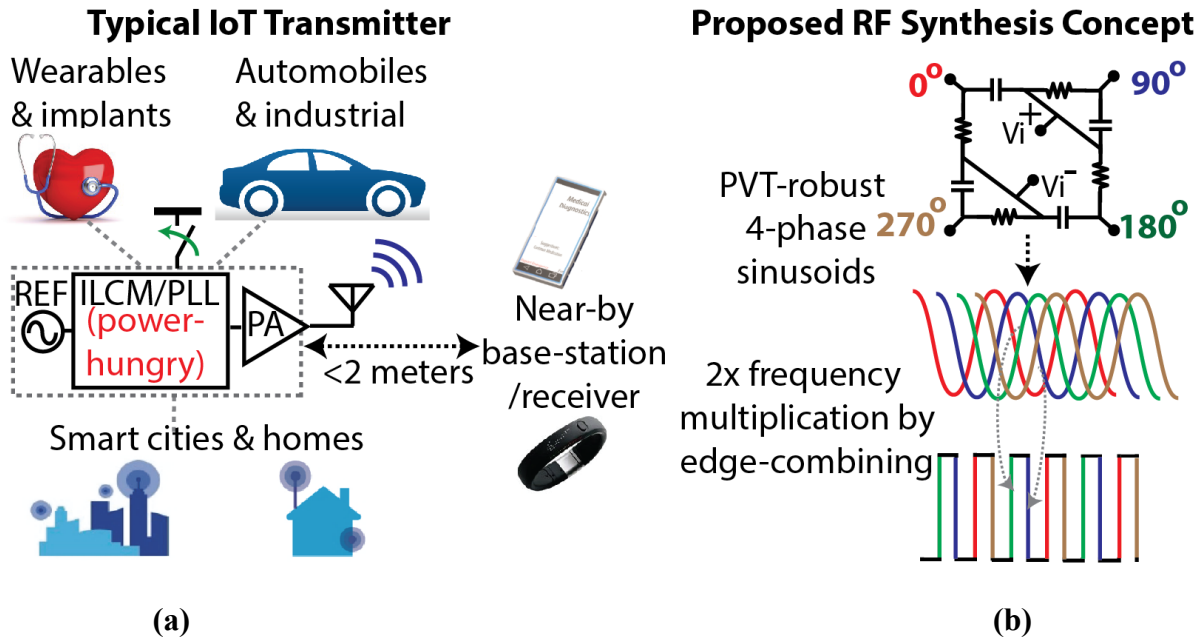 Typical IoT Transmitter
Wearables
& implants
Automobiles
& industrial
REF
ILCM/PLL
(power-
hungry)
PA
<2 meters
Medical
Diagnostics
Near-by
base-station
/receiver
Smart cities & homes
(a)
Proposed RF Synthesis Concept
0°
90°
Vi+
Vi-
270°
180°
PVT-robust
4-phase
sinusoids
2x frequency
multiplication by
edge-combining
(b)